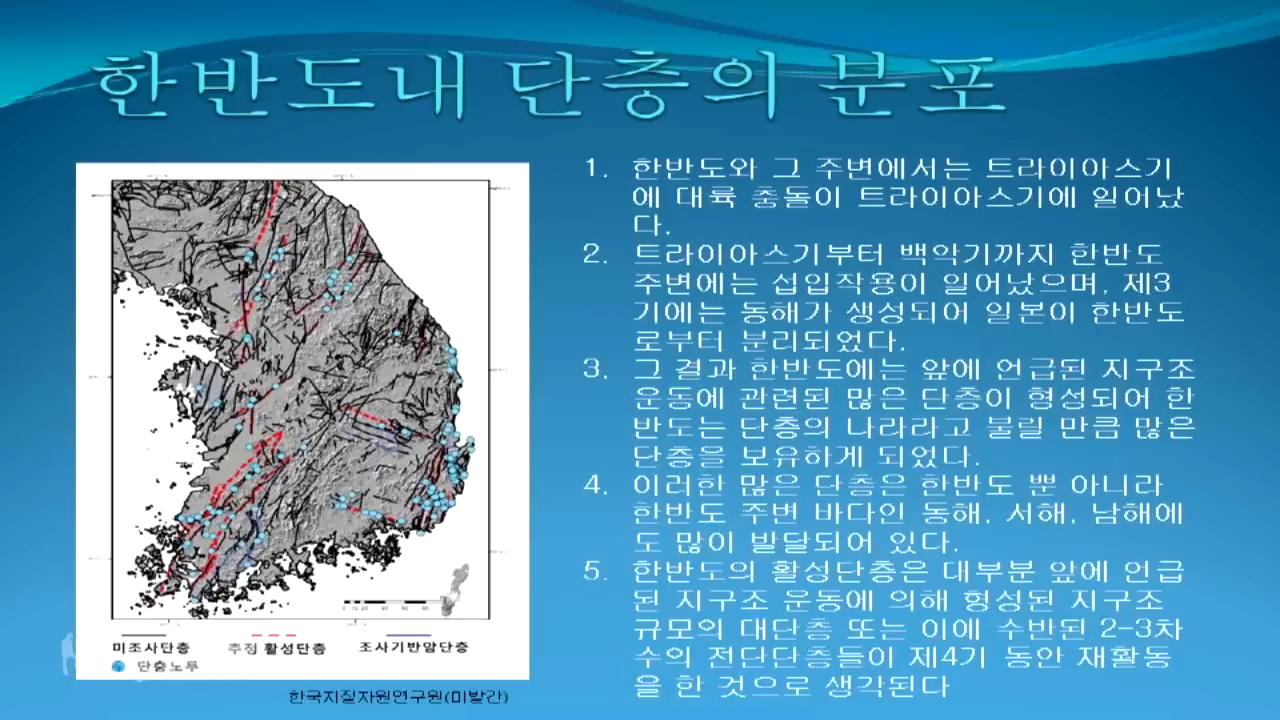 한반도내 단층의 분포
1. 한반도와 그 주변에서는 트라이아스기
에 대륙 충돌이 트라이아스기에 일어났
다.
2. 트라이아스기부터 백악기까지 한반도
주변에는 섭입작용이 일어났으며, 제3
기에는 동해가 생성되어 일본이 한반도
로부터 분리되었다.
3. 그 결과 한반도에는 앞에 언급된 지구조
운동에 관련된 많은 단층이 형성되어 한
반도는 단층의 나라라고 불릴 만큼 많은
단층을 보유하게 되었다.
4. 이러한 많은 단층은 한반도 뿐 아니라
한반도 주변 바다인 동해, 서해, 남해에
도 많이 발달되어 있다.
5. 한반도의 활성단층은 대부분 앞에 언급
된 지구조 운동에 의해 형성된 지구조
규모의 대단층 또는 이에 수반된 2-3차
수의 전단단층들이 제4기 동안 재활동
을 한 것으로 생각된다
미조사단층 추정 활성단층 조사기반암단층
단층노두
한국지질자원연구원(미발간)